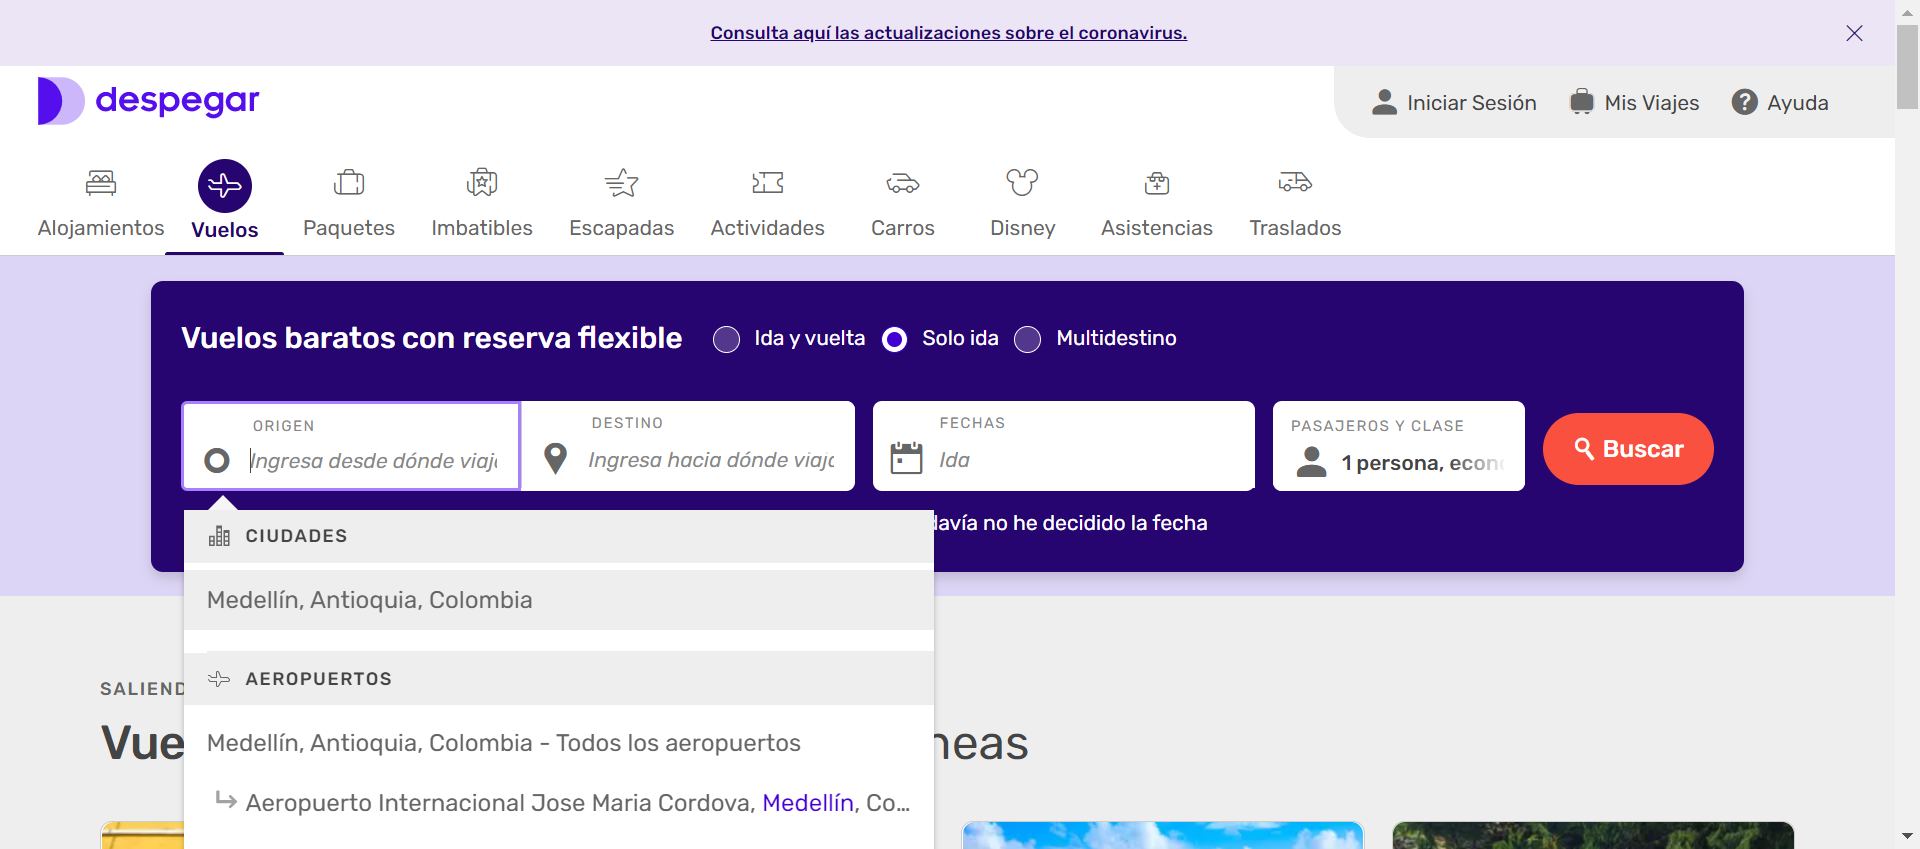 Consulta aquí las actualizaciones sobre el coronavirus.
despegar
Iniciar Sesión
Mis Viajes
Ayuda
Alojamientos
Vuelos
Paquetes
Imbatibles
Escapadas
Actividades
Carros
Disney
Asistencias
Traslados
Vuelos baratos con reserva flexible
Ida y vuelta
Solo ida
Multidestino
ORIGEN
Ingresa desde dónde viaj
DESTINO
Ingresa hacia dónde viaj
FECHAS
Ida
PASAJEROS Y CLASE
1 persona, econ
Buscar
davía no he decidido la fecha
CIUDADES
Medellín, Antioquia, Colombia
AEROPUERTOS
SALIEND
Medellín, Antioquia, Colombia - Todos los aeropuertos
Vue
neas
Aeropuerto Internacional Jose Maria Cordova, Medellín, Co...